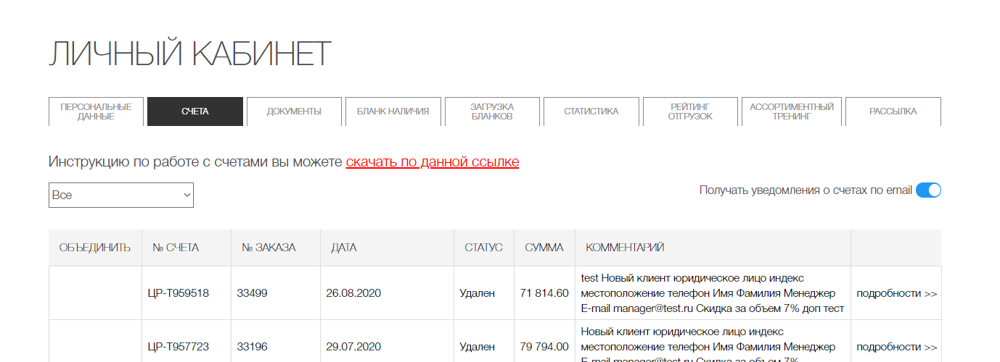 ЛИЧНЫЙ КАБИНЕТ
ПЕРСОНАЛЬНЫЕ
ДАННЫЕ
СЧЕТА
ДОКУМЕНТЫ
БЛАНК НАЛИЧИЯ
ЗАГРУЗКА
БЛАНКОВ
СТАТИСТИКА
РЕЙТИНГ
ОТГРУЗОК
АССОРТИМЕНТНЫЙ
ТРЕНИНГ
РАССЫЛКА
Инструкцию по работе с счетами вы можете скачать по данной ссылке
Все
Получать уведомления о счетах по email
ОБЪЕДИНИТЬ № СЧЕТА № ЗАКАЗА ДАТА СТАТУС СУММА КОММЕНТАРИЙ
ЦР-Т959518 33499 26.08.2020 Удален 71 814.60
test Новый клиент юридическое лицо индекс
местоположение телефон Имя Фамилия Менеджер
E-mail manager@test.ru Скидка за объем 7% доп тест
подробности >>
ЦР-Т957723 33196 29.07.2020 Удален 79 794.00
Новый клиент юридическое лицо индекс
местоположение телефон Имя Фамилия Менеджер
E-mail manager@test.ru Скидка за объем 7%
подробности >>